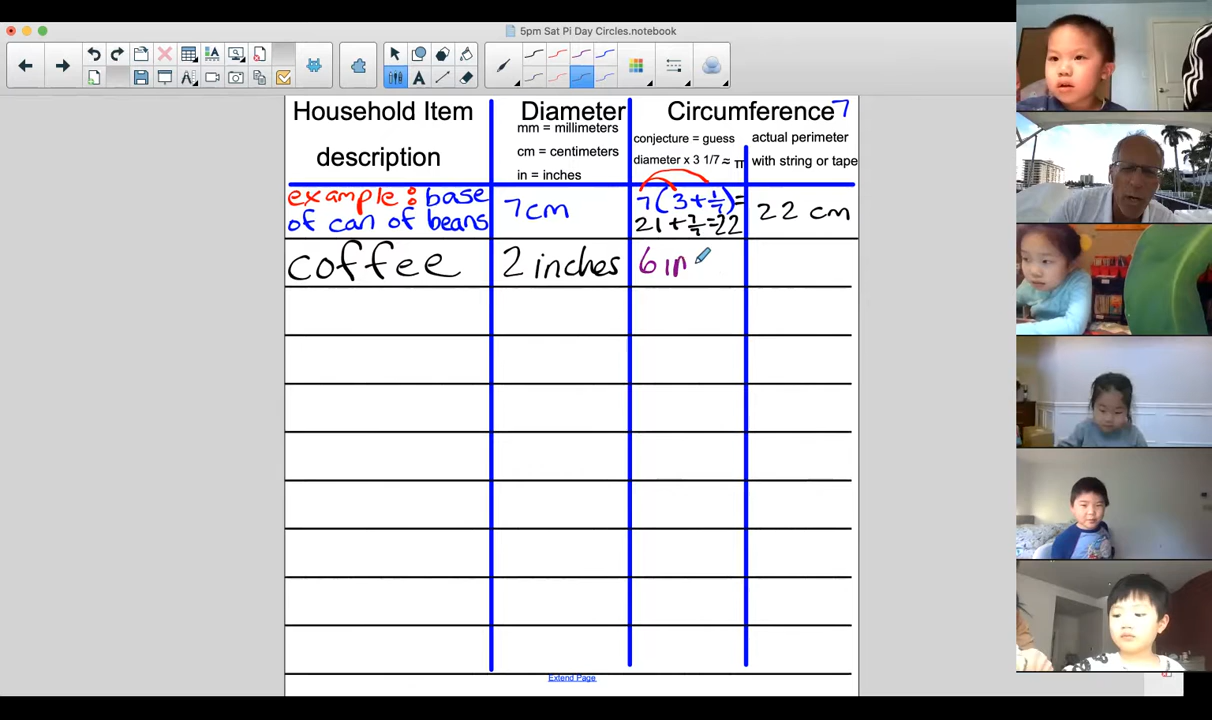 5pm Sat Pi Day Circles.notebook
Household Item
description
Diameter
mm = millimeters
cm = centimeters
in = inches
Circumference 7
conjecture = guess
diameter x 3 1/7 ≈ π
actual perimeter
with string or tape
example : base
of can of beans
7cm
7(3+1/7)=
21+7/7=22
22 cm
coffee
2 inches
6 in
Extend Page